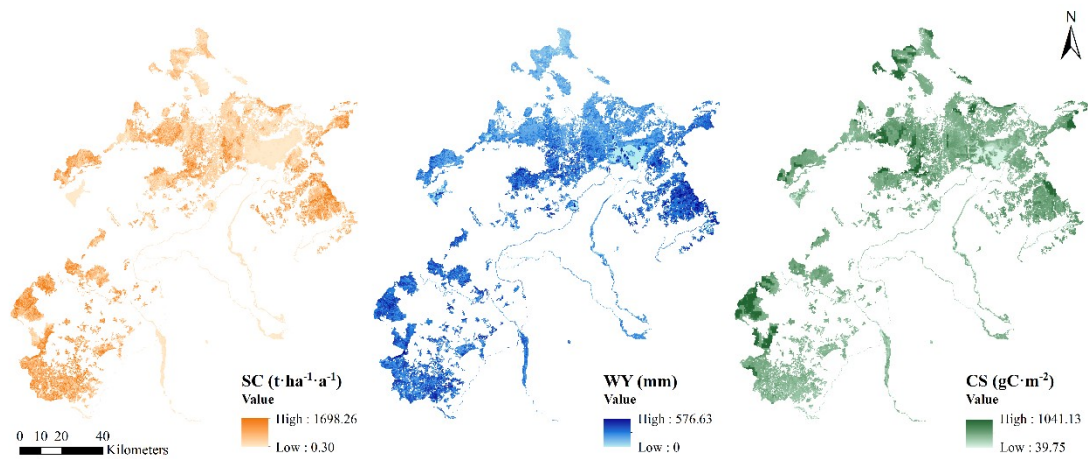 N
SC (t·ha⁻¹·a⁻¹)
Value
High : 1698.26
Low : 0.30
WY (mm)
Value
High : 576.63
Low : 0
CS (gC·m⁻²)
Value
High : 1041.13
Low : 39.75
0 10 20 40
Kilometers